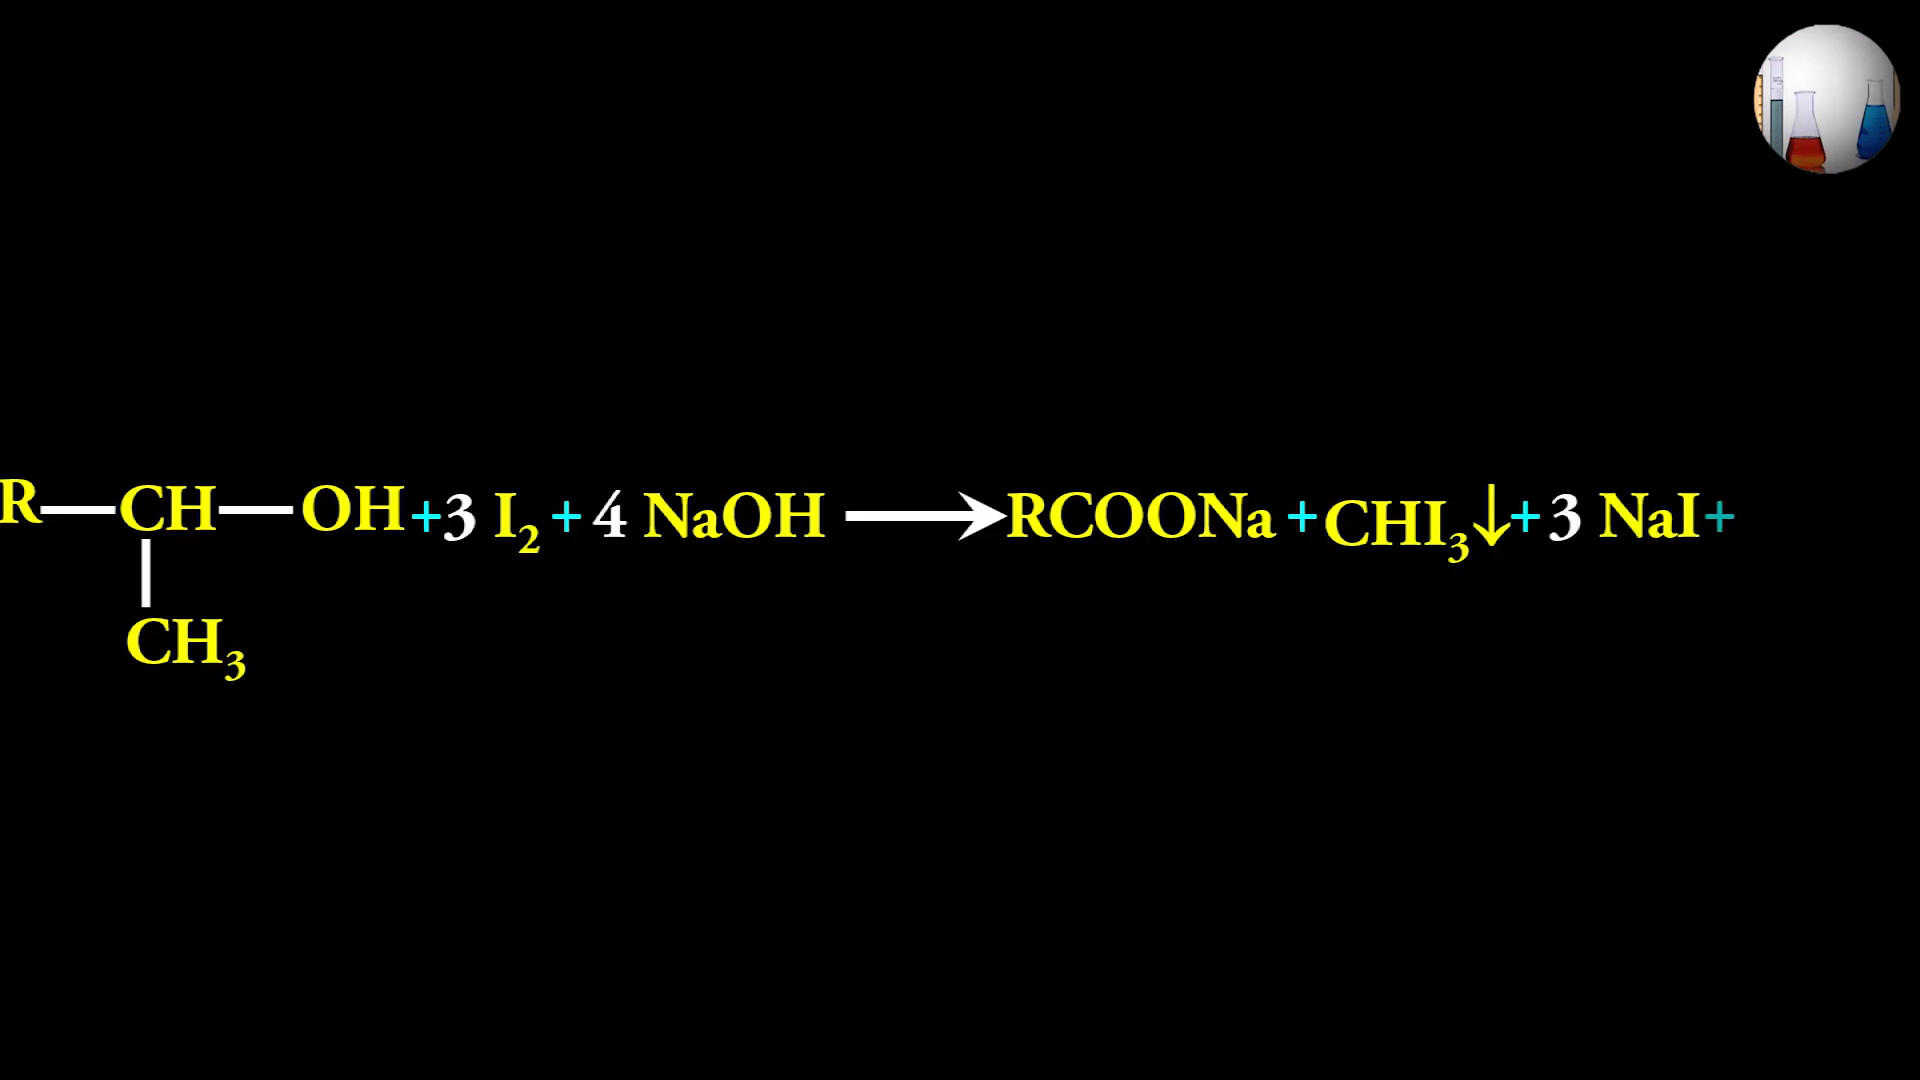 R—CH—OH + 3 I₂ + 4 NaOH ⟶ RCOONa + CHI₃↓ + 3 NaI +
CH₃